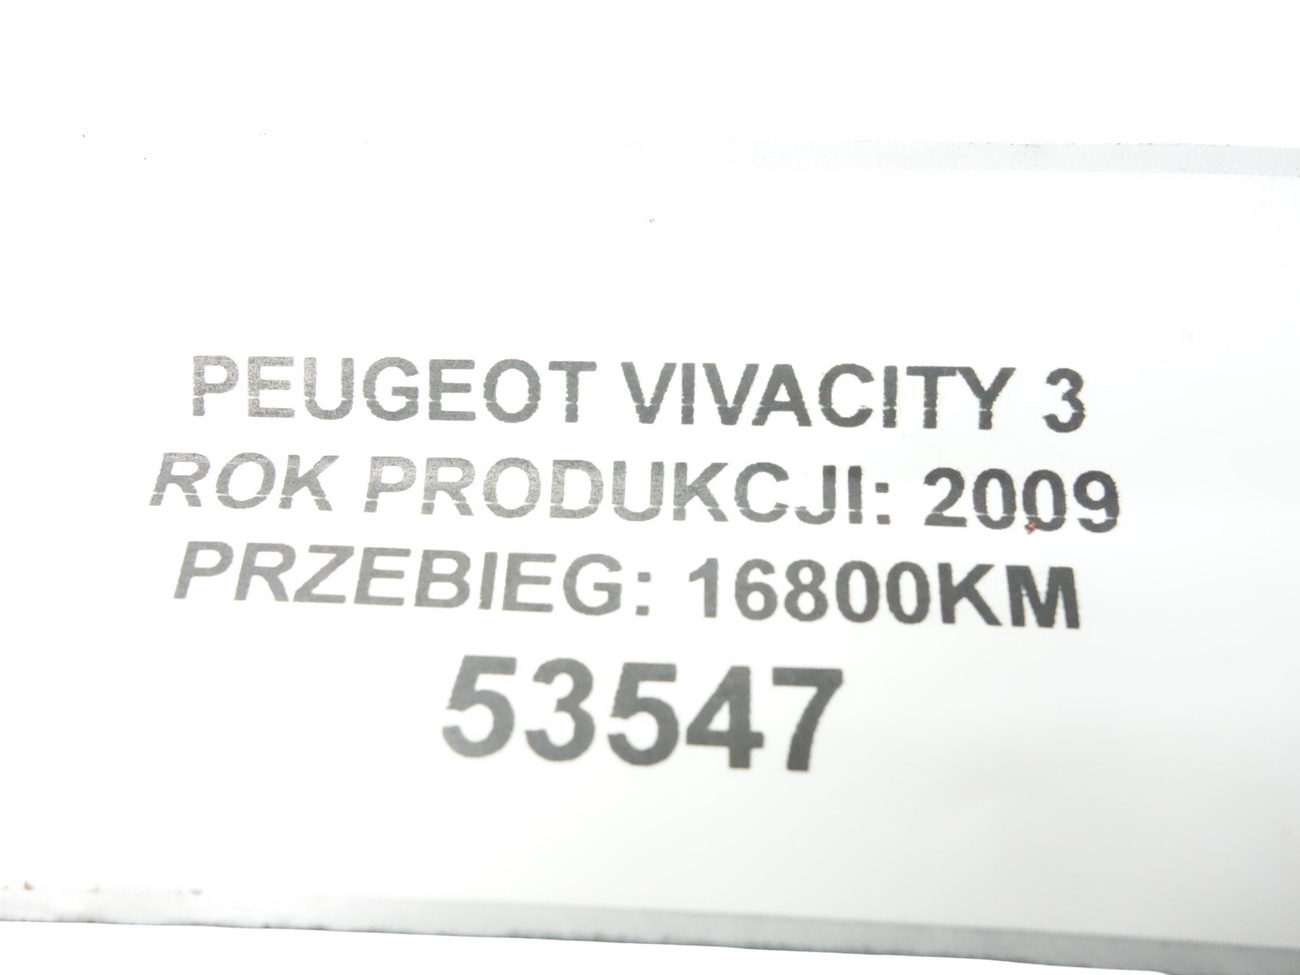 PEUGEOT VIVACITY 3
ROK PRODUKCJI: 2009
PRZEBIEG: 16800KM
53547